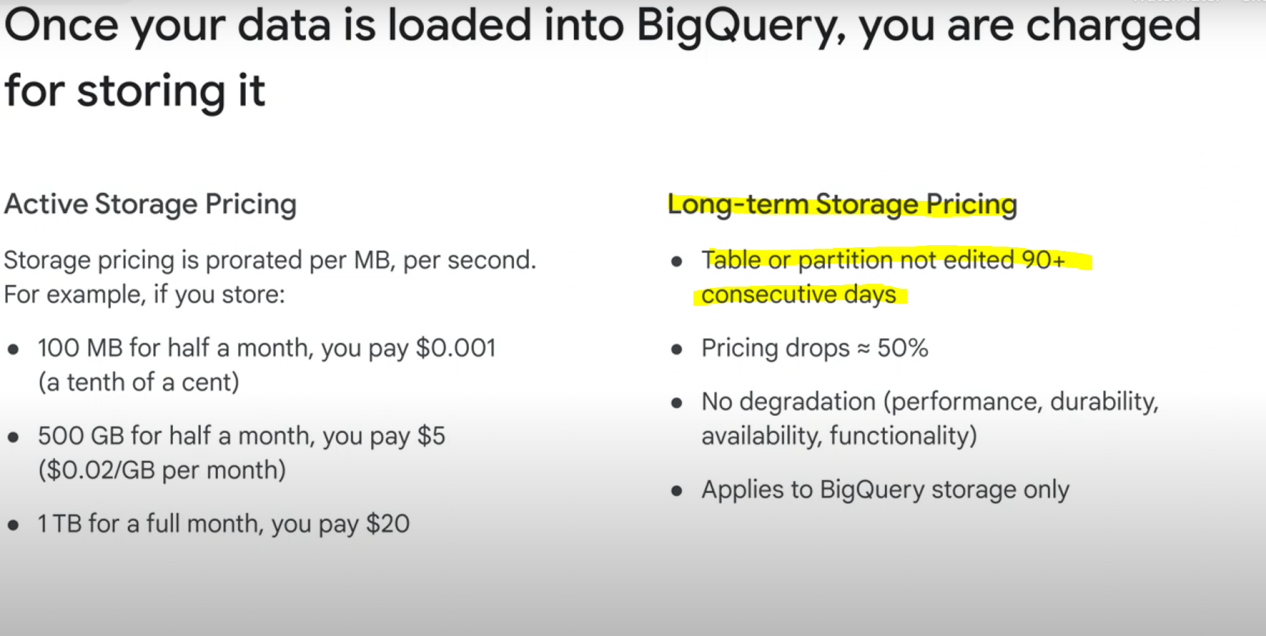 Once your data is loaded into BigQuery, you are charged
for storing it
Active Storage Pricing
Storage pricing is prorated per MB, per second.
For example, if you store:
• 100 MB for half a month, you pay $0.001
(a tenth of a cent)
• 500 GB for half a month, you pay $5
($0.02/GB per month)
• 1 TB for a full month, you pay $20
Long-term Storage Pricing
• Table or partition not edited 90+
consecutive days
• Pricing drops ≈ 50%
• No degradation (performance, durability,
availability, functionality)
• Applies to BigQuery storage only